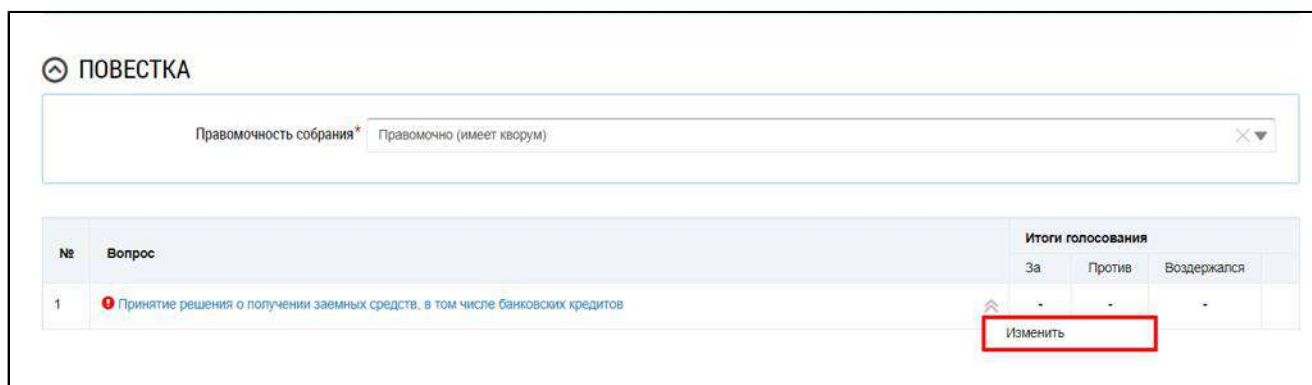 ПОВЕСТКА
Правомочность собрания* Правомочно (имеет кворум)
№ Вопрос Итоги голосования
За Против Воздержался
1 Принятие решения о получении заемных средств, в том числе банковских кредитов - - -
Изменить